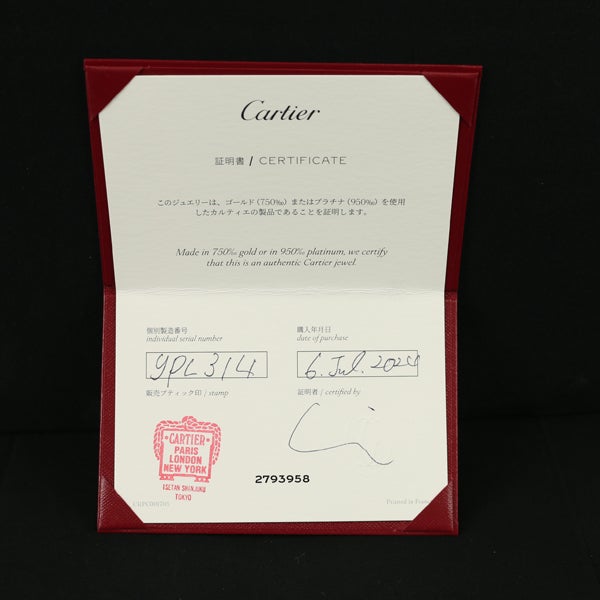 Cartier
証明書 / CERTIFICATE
このジュエリーは、ゴールド（750‰）またはプラチナ（950‰）を使用
したカルティエの製品であることを証明します。
Made in 750‰ gold or in 950‰ platinum, we certify
that this is an authentic Cartier jewel.
個別製造番号
individual serial number
YPL314
購入年月日
date of purchase
6. Jul. 2024
販売ブティック印 / stamp
証明者 / certified by
CARTIER
PARIS
LONDON
NEW YORK
ISETAN SHINJUKU
TOKYO
2793958
Printed in France